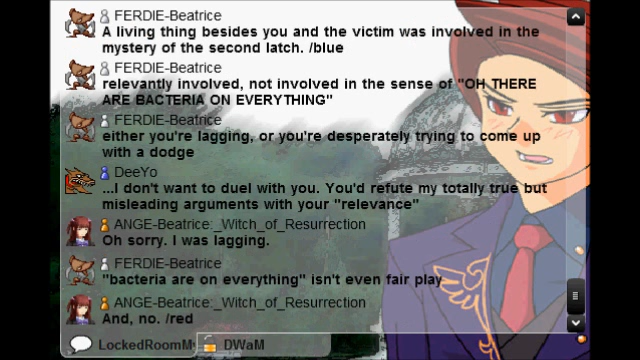 FERDIE-Beatrice
A living thing besides you and the victim was involved in the
mystery of the second latch. /blue
FERDIE-Beatrice
relevantly involved, not involved in the sense of "OH THERE
ARE BACTERIA ON EVERYTHING"
FERDIE-Beatrice
either you're lagging, or you're desperately trying to come up
with a dodge
DeeYo
...I don't want to duel with you. You'd refute my totally true but
misleading arguments with your "relevance"
ANGE-Beatrice:_Witch_of_Resurrection
Oh sorry. I was lagging.
FERDIE-Beatrice
"bacteria are on everything" isn't even fair play
ANGE-Beatrice:_Witch_of_Resurrection
And, no. /red
LockedRoomM
DWaM